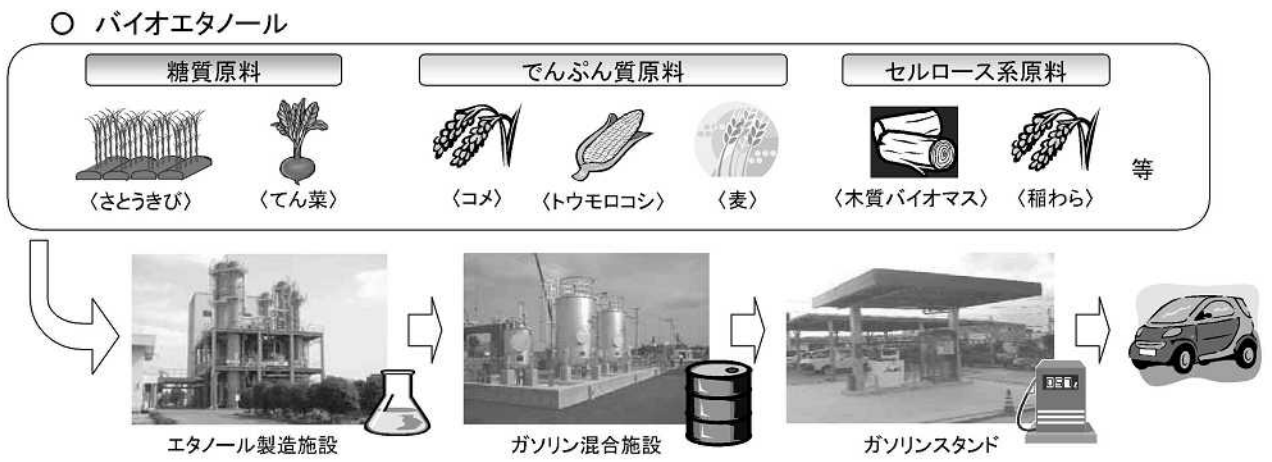 ○ バイオエタノール
糖質原料
でんぷん質原料
セルロース系原料
〈さとうきび〉
〈てん菜〉
〈コメ〉
〈トウモロコシ〉
〈麦〉
〈木質バイオマス〉
〈稲わら〉
等
エタノール製造施設
ガソリン混合施設
ガソリンスタンド